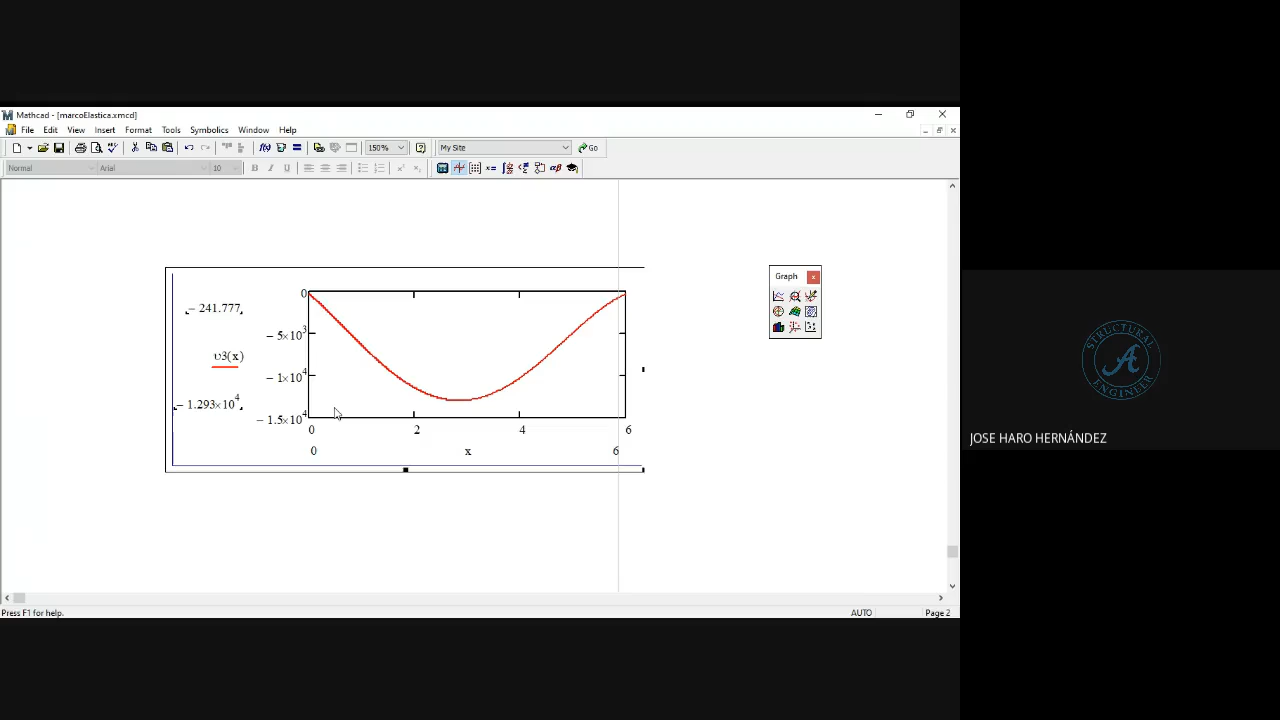 Mathcad - [marcoElastica.xmcd]
File Edit View Insert Format Tools Symbolics Window Help
150% My Site Go
Normal Arial 10 B I U
Graph
− 241.777
υ3(x)
− 1.293×10⁴
0
− 5×10³
− 1×10⁴
− 1.5×10⁴
0 2 4 6
0 x 6
Press F1 for help. AUTO Page 2
STRUCTURAL
A
ENGINEER
JOSE HARO HERNÁNDEZ